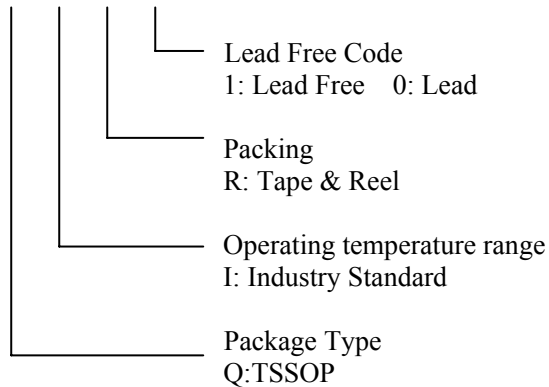 Lead Free Code
1: Lead Free 0: Lead
Packing
R: Tape & Reel
Operating temperature range
I: Industry Standard
Package Type
Q:TSSOP